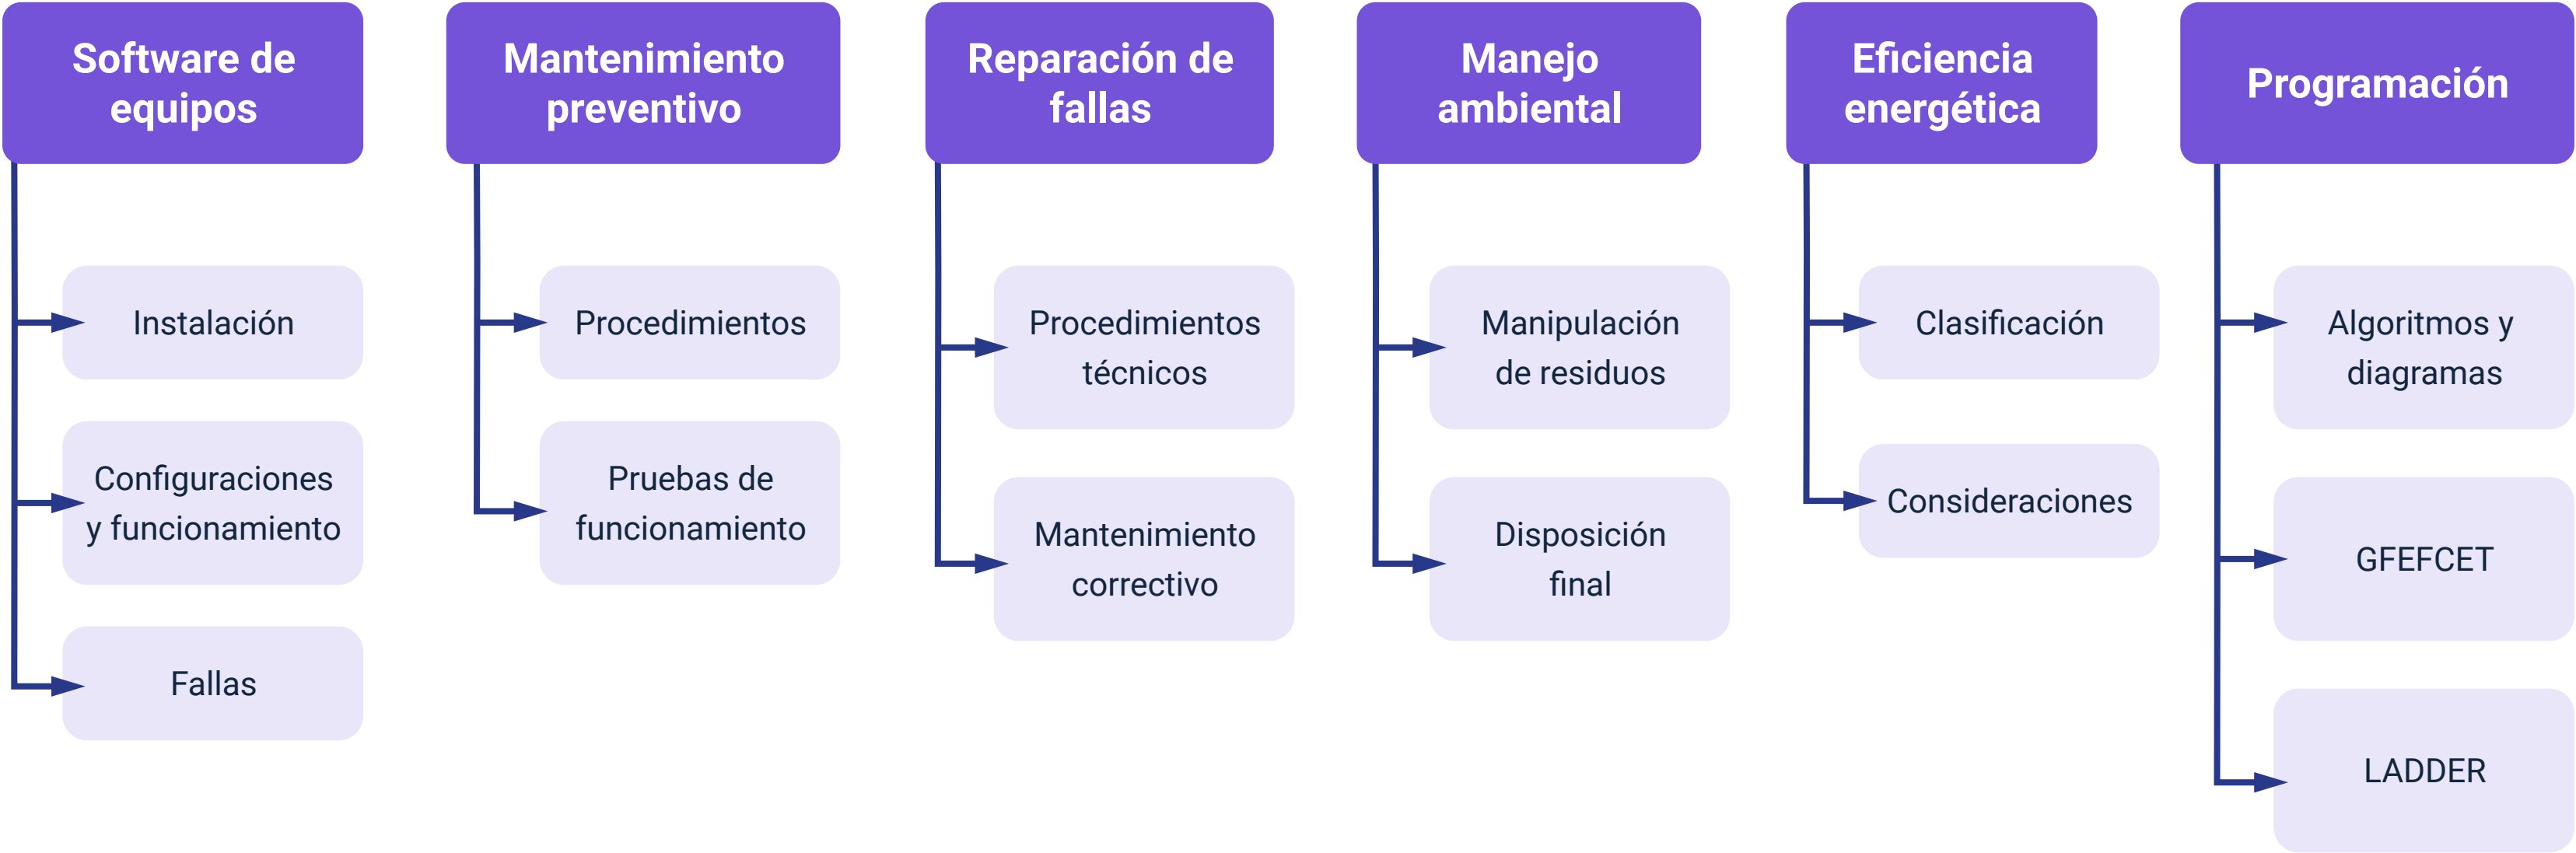 Software de
equipos
Instalación
Configuraciones
y funcionamiento
Fallas
Mantenimiento
preventivo
Procedimientos
Pruebas de
funcionamiento
Reparación de
fallas
Procedimientos
técnicos
Mantenimiento
correctivo
Manejo
ambiental
Manipulación
de residuos
Disposición
final
Eficiencia
energética
Clasificación
Consideraciones
Programación
Algoritmos y
diagramas
GFEFCET
LADDER